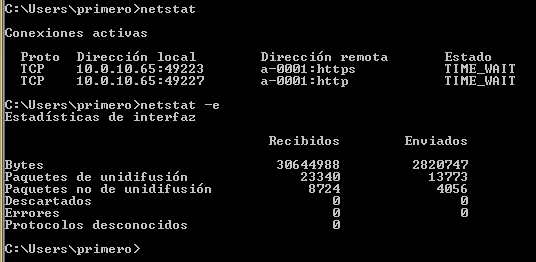 C:\Users\primero>netstat
Conexiones activas
Proto Dirección local Dirección remota Estado
TCP 10.0.10.65:49223 a-0001:https TIME_WAIT
TCP 10.0.10.65:49227 a-0001:http TIME_WAIT
C:\Users\primero>netstat -e
Estadísticas de interfaz
Recibidos Enviados
Bytes 30644988 2820747
Paquetes de unidifusión 23340 13773
Paquetes no de unidifusión 8724 4056
Descartados 0 0
Errores 0 0
Protocolos desconocidos 0
C:\Users\primero>